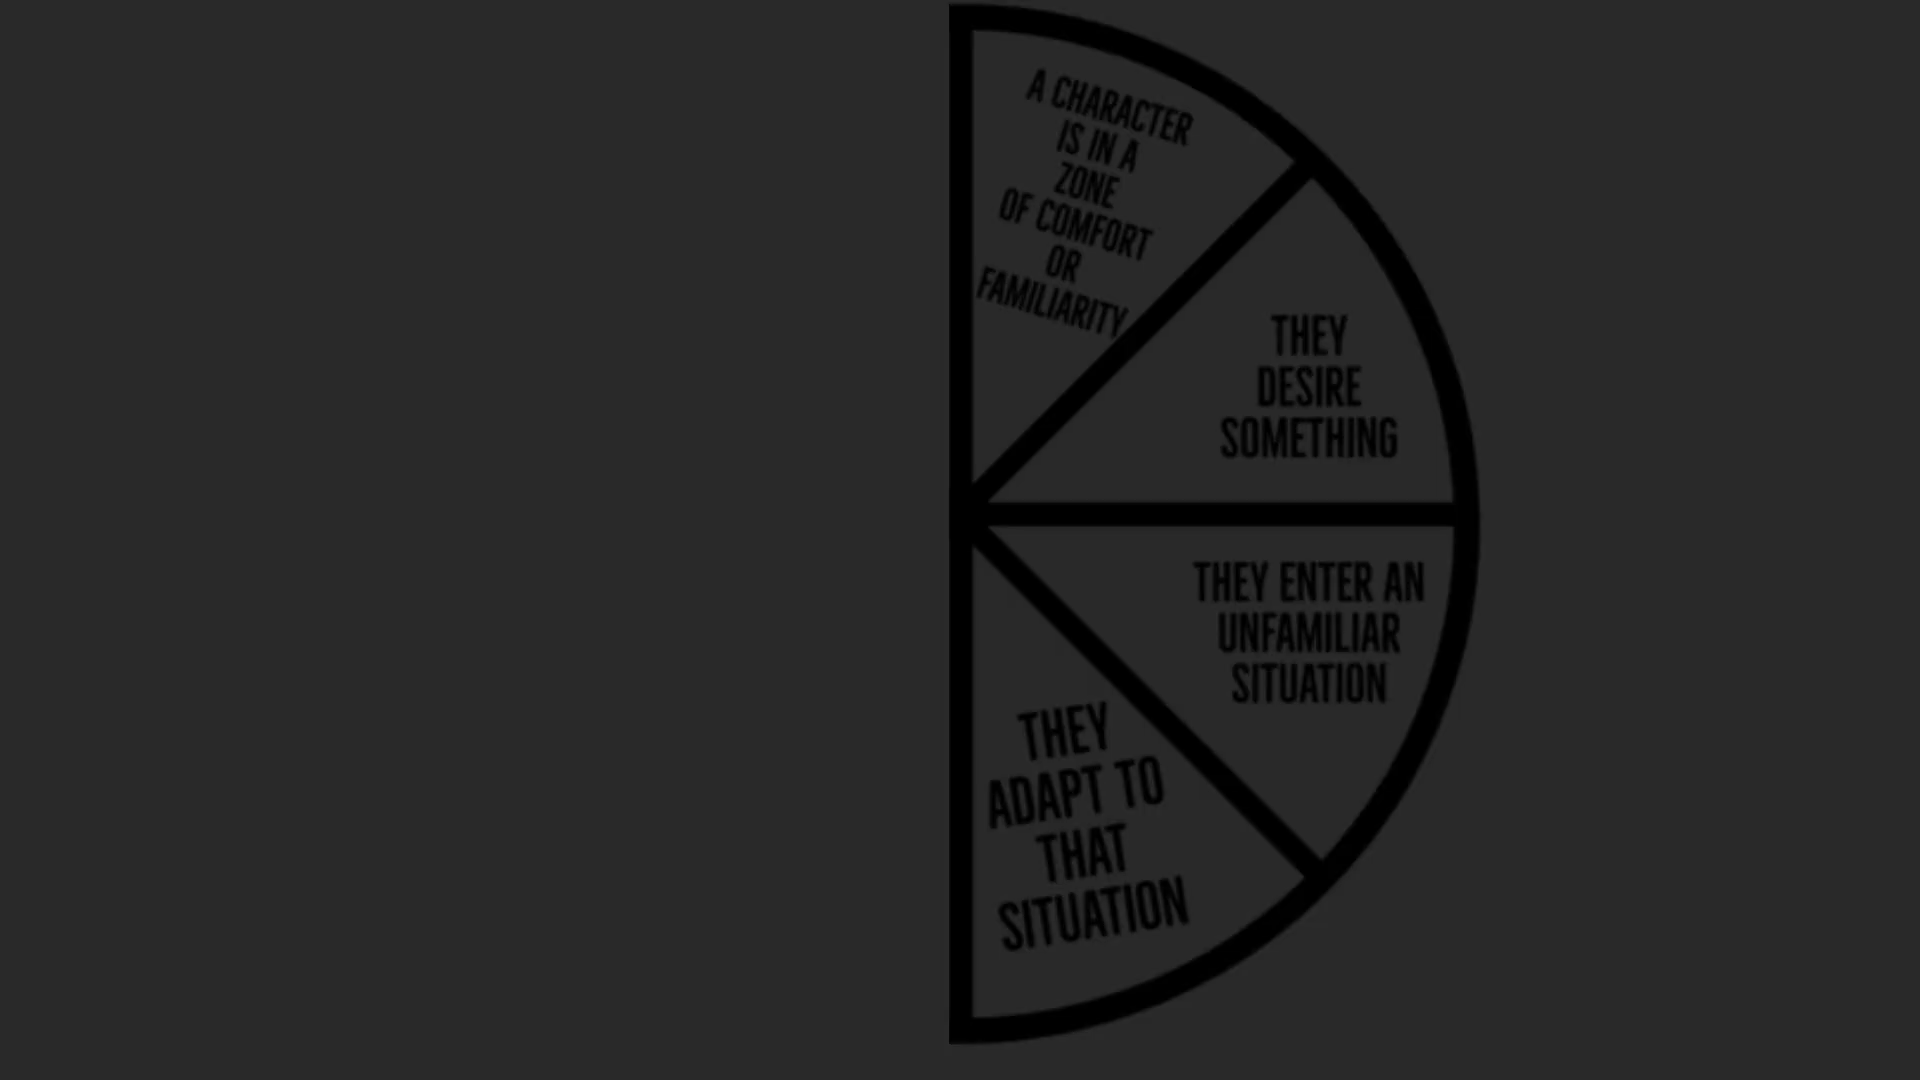 A CHARACTER
IS IN A
ZONE
OF COMFORT
OR
FAMILIARITY
THEY
DESIRE
SOMETHING
THEY ENTER AN
UNFAMILIAR
SITUATION
THEY
ADAPT TO
THAT
SITUATION